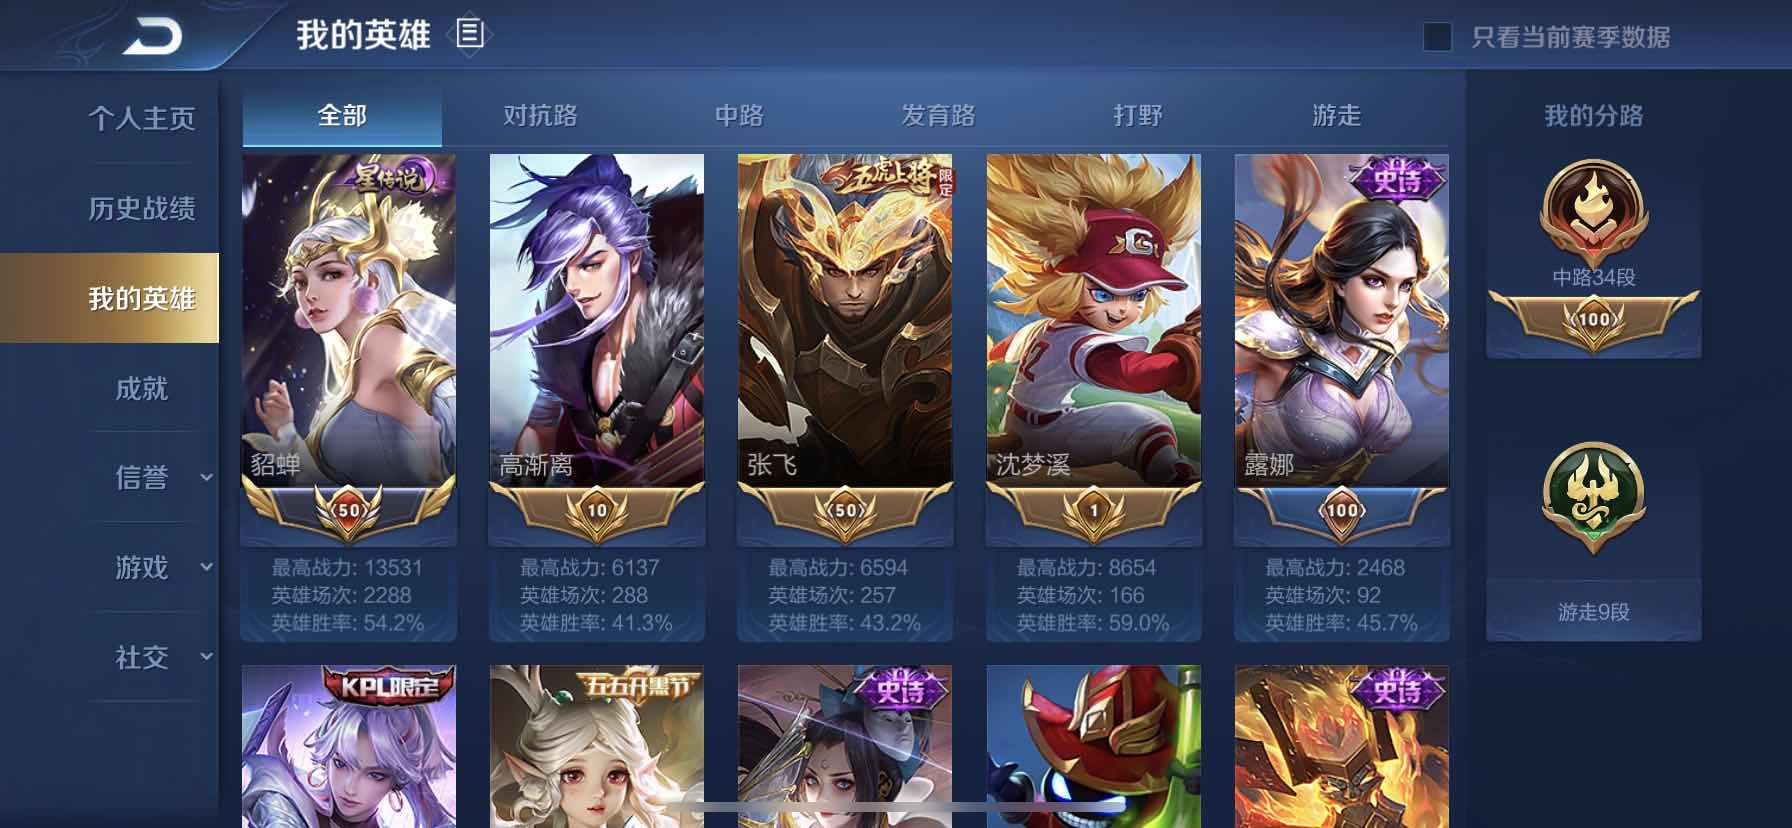 我的英雄
只看当前赛季数据
个人主页
历史战绩
我的英雄
成就
信誉
游戏
社交
全部
对抗路
中路
发育路
打野
游走
星传说
貂蝉
50
最高战力: 13531
英雄场次: 2288
英雄胜率: 54.2%
高渐离
10
最高战力: 6137
英雄场次: 288
英雄胜率: 41.3%
五虎上将
限定
张飞
50
最高战力: 6594
英雄场次: 257
英雄胜率: 43.2%
G
沈梦溪
1
最高战力: 8654
英雄场次: 166
英雄胜率: 59.0%
史诗
露娜
100
最高战力: 2468
英雄场次: 92
英雄胜率: 45.7%
KPL限定
五五开黑节
史诗
史诗
我的分路
中路34段
100
游走9段